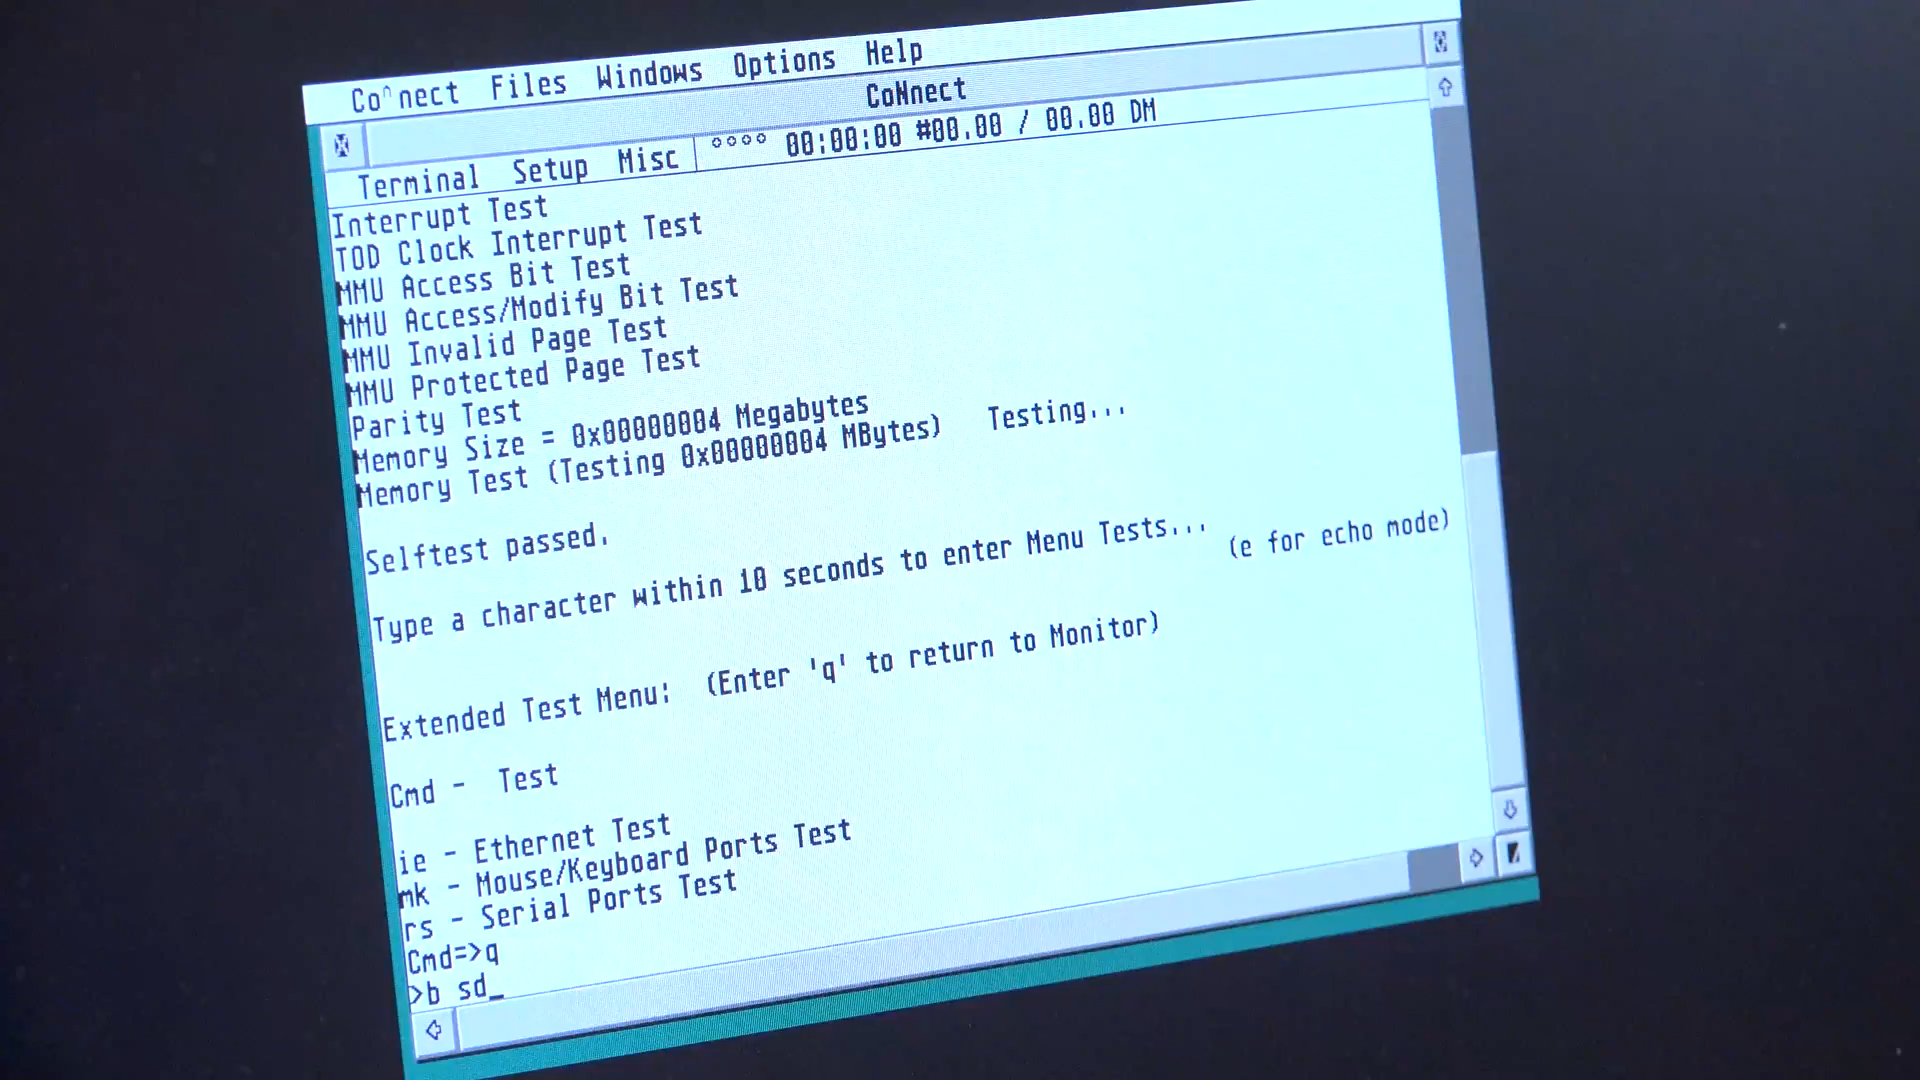 Co^nect Files Windows Options Help
CoNnect
Terminal Setup Misc °°°° 00:00:00 #00.00 / 00.00 DM
Interrupt Test
TOD Clock Interrupt Test
MMU Access Bit Test
MMU Access/Modify Bit Test
MMU Invalid Page Test
MMU Protected Page Test
Parity Test
Memory Size = 0x00000004 Megabytes
Memory Test (Testing 0x00000004 MBytes) Testing...
Selftest passed.
Type a character within 10 seconds to enter Menu Tests... (e for echo mode)
Extended Test Menu: (Enter 'q' to return to Monitor)
Cmd - Test
ie - Ethernet Test
mk - Mouse/Keyboard Ports Test
rs - Serial Ports Test
Cmd=>q
>b sd_